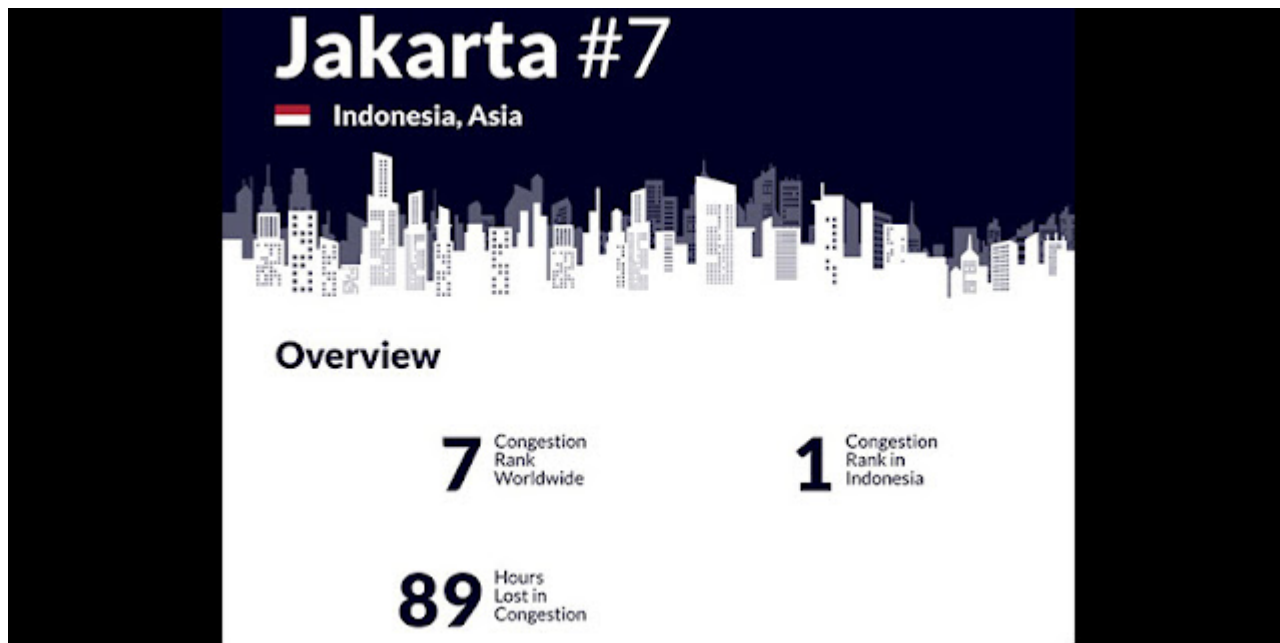 Jakarta #7
Indonesia, Asia
Overview
7 Congestion
Rank
Worldwide
1 Congestion
Rank in
Indonesia
89 Hours
Lost in
Congestion